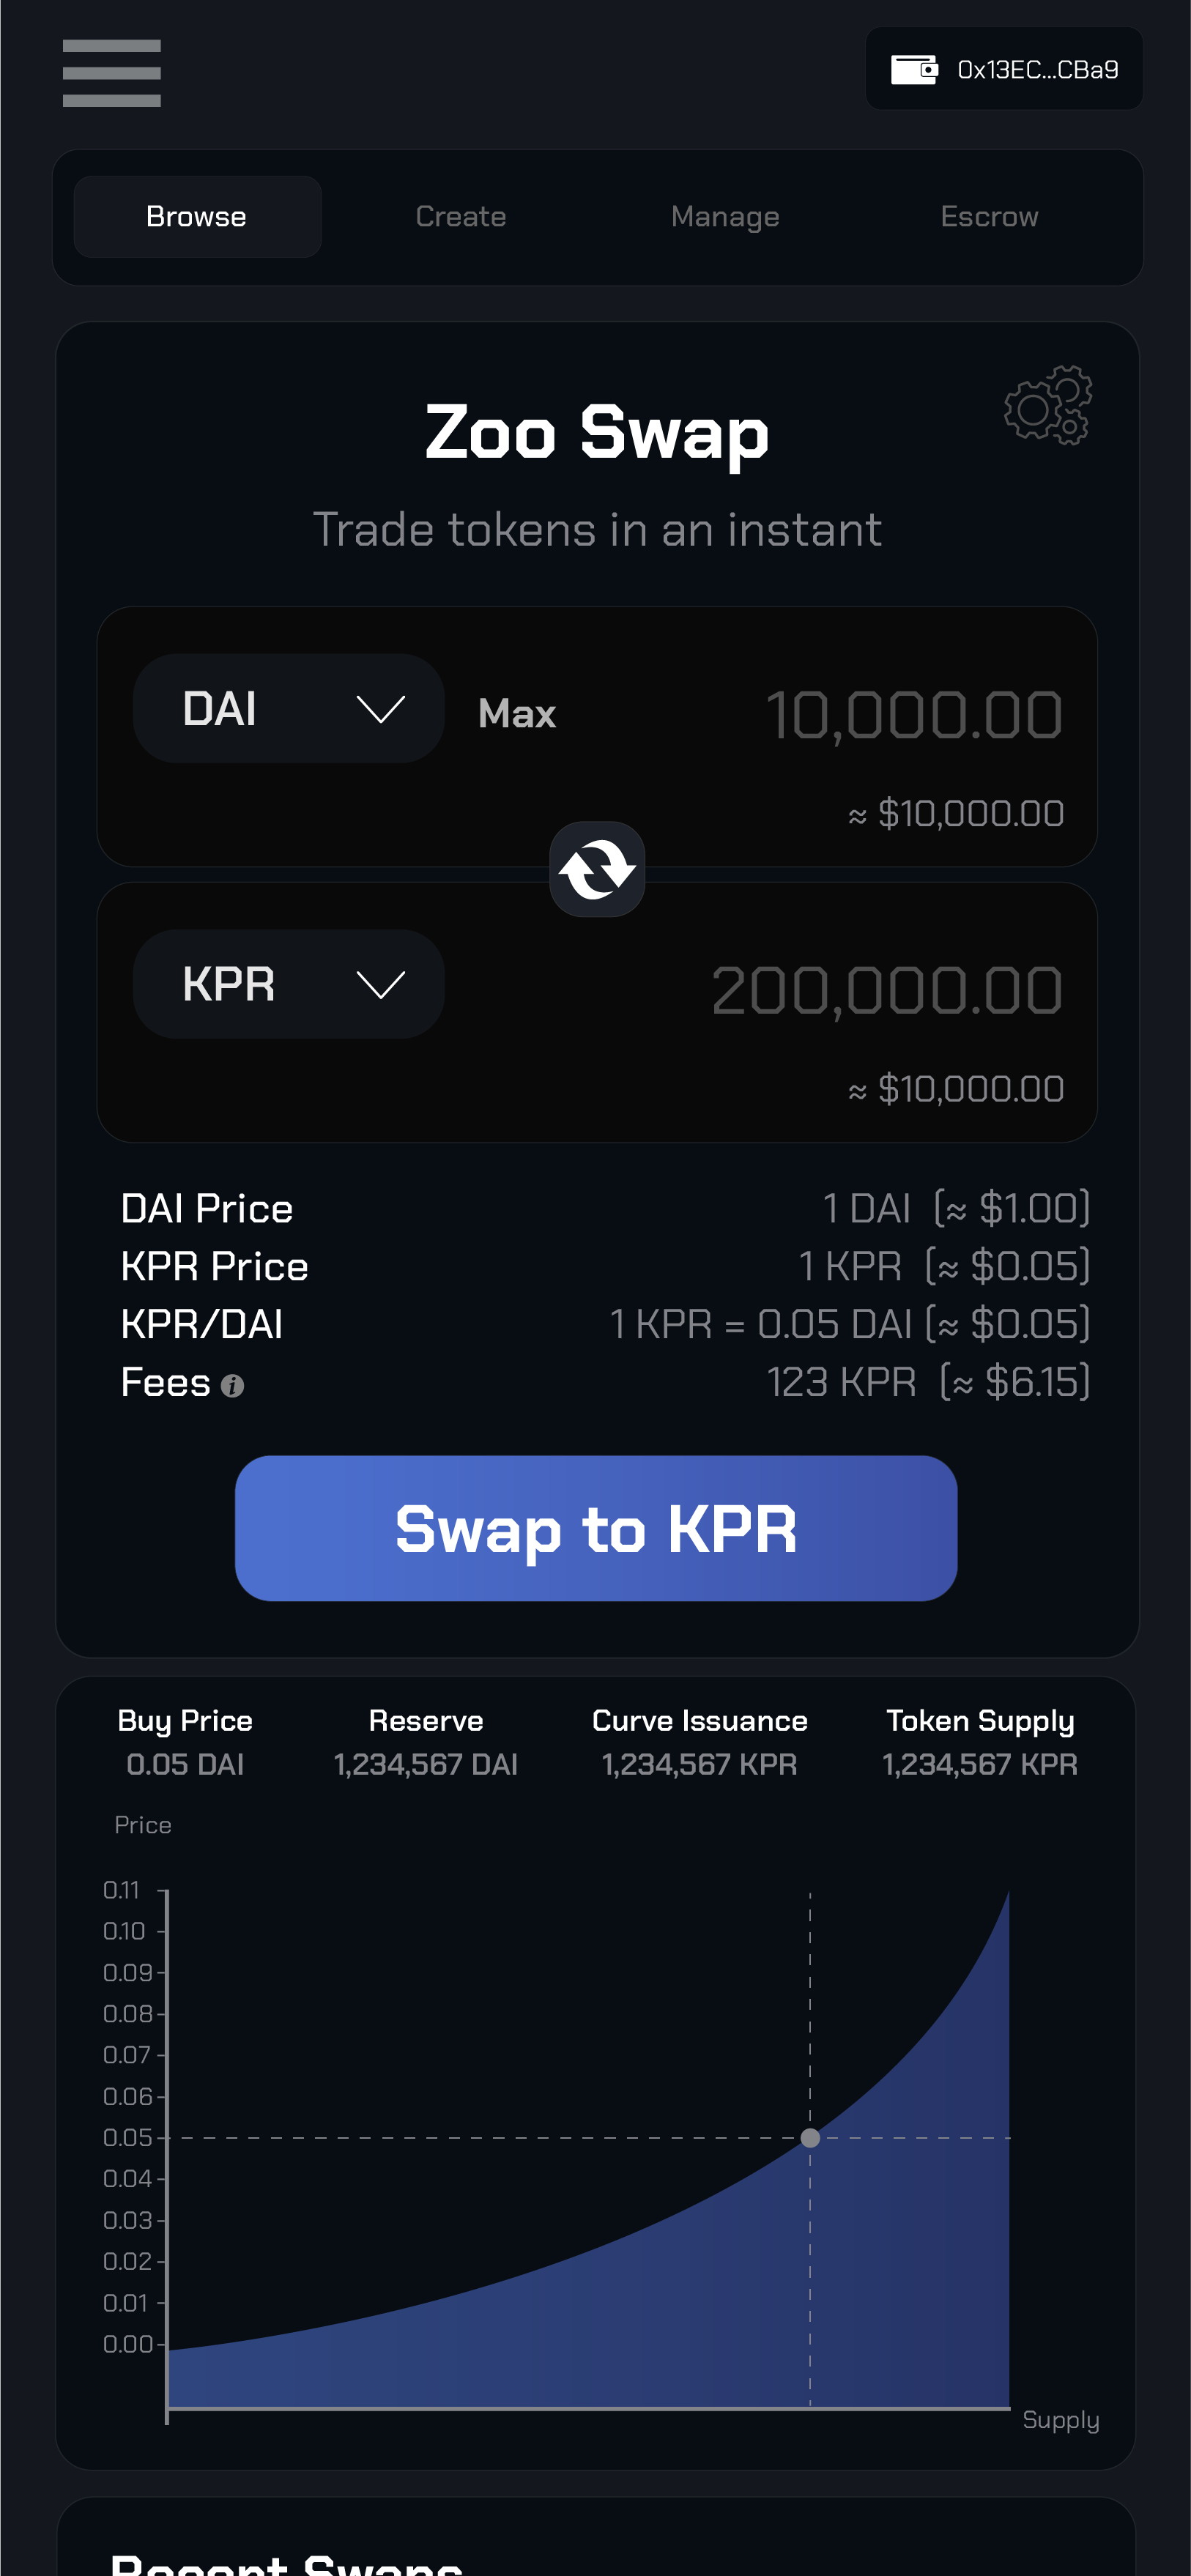 0x13EC...CBa9
Browse Create Manage Escrow
Zoo Swap
Trade tokens in an instant
DAI Max 10,000.00
≈ $10,000.00
KPR 200,000.00
≈ $10,000.00
DAI Price 1 DAI (≈ $1.00)
KPR Price 1 KPR (≈ $0.05)
KPR/DAI 1 KPR = 0.05 DAI (≈ $0.05)
Fees i 123 KPR (≈ $6.15)
Swap to KPR
Buy Price Reserve Curve Issuance Token Supply
0.05 DAI 1,234,567 DAI 1,234,567 KPR 1,234,567 KPR
Price
0.11
0.10
0.09
0.08
0.07
0.06
0.05
0.04
0.03
0.02
0.01
0.00
Supply
Recent Swaps